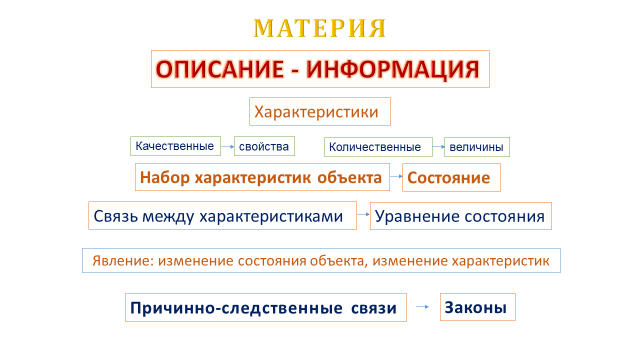 МАТЕРИЯ
ОПИСАНИЕ - ИНФОРМАЦИЯ
Характеристики
Качественные свойства Количественные величины
Набор характеристик объекта Состояние
Связь между характеристиками Уравнение состояния
Явление: изменение состояния объекта, изменение характеристик
Причинно-следственные связи Законы